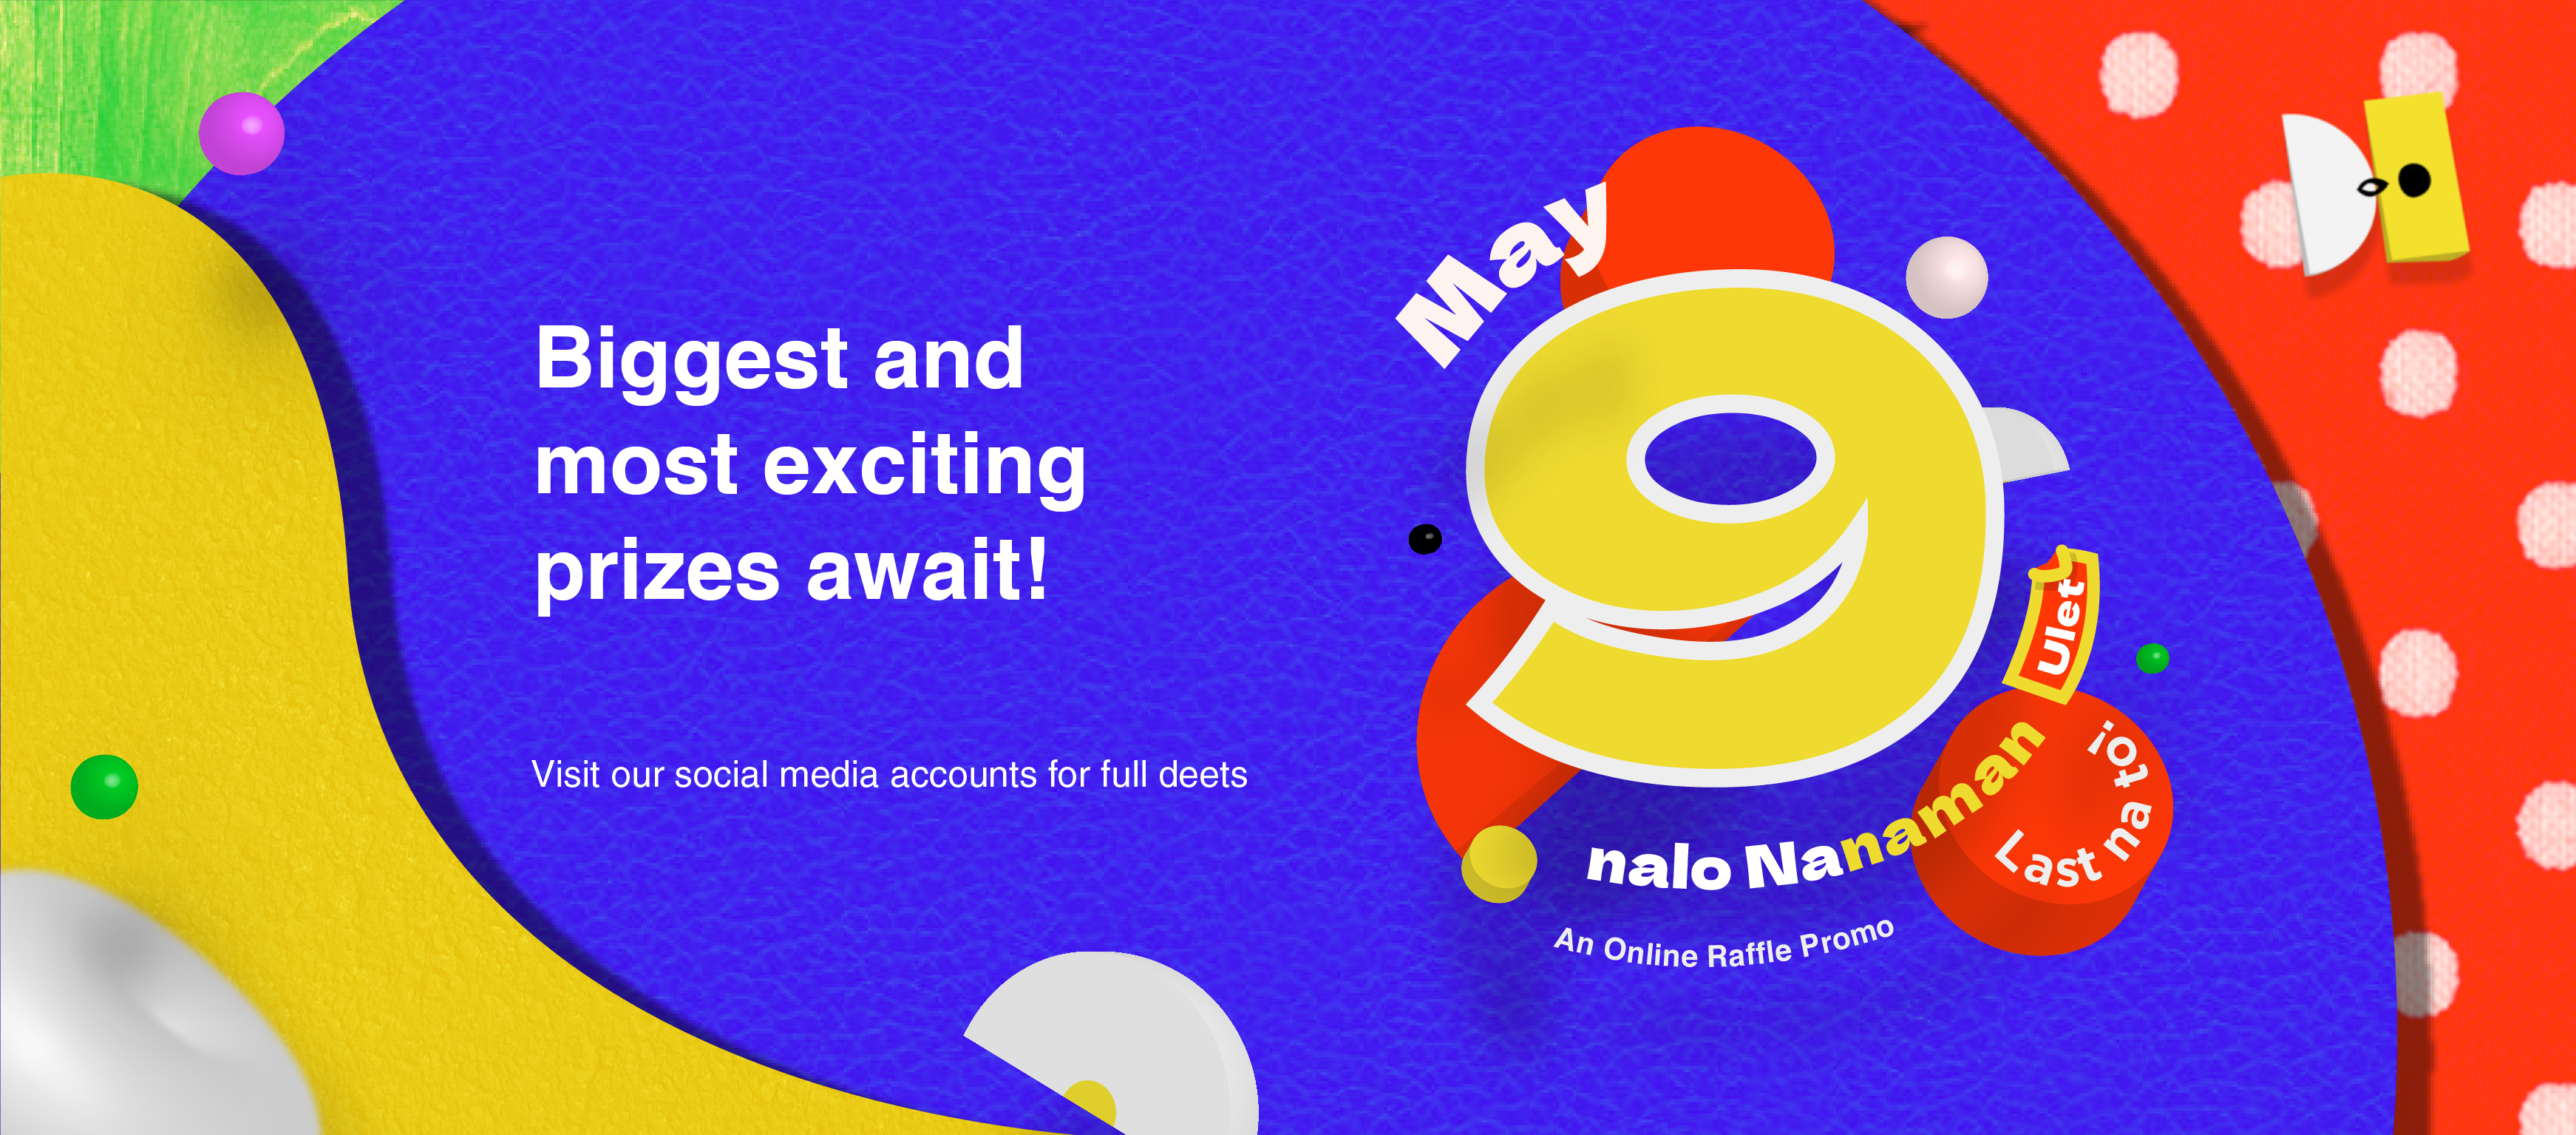 Biggest and
most exciting
prizes await!
Visit our social media accounts for full deets
May
9
nalo Nanaman
Ulet
Last na to!
An Online Raffle Promo